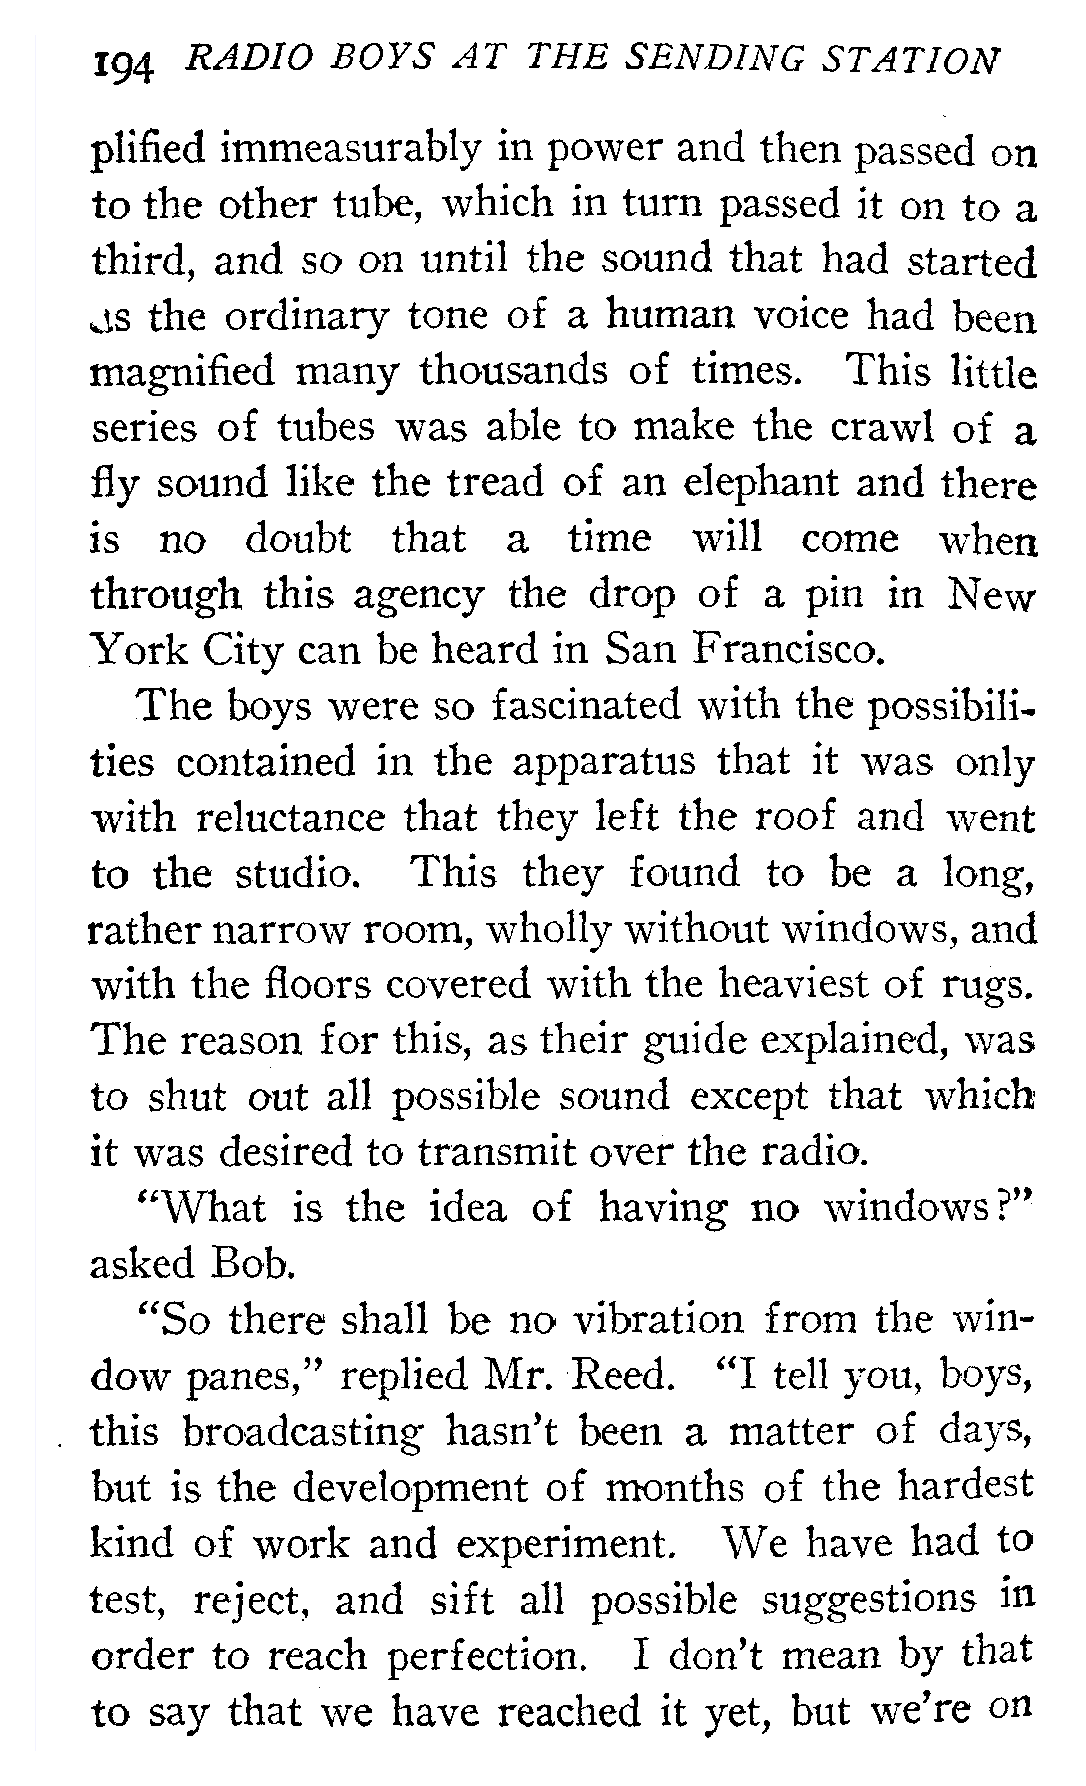 194 RADIO BOYS AT THE SENDING STATION
plified immeasurably in power and then passed on
to the other tube, which in turn passed it on to a
third, and so on until the sound that had started
as the ordinary tone of a human voice had been
magnified many thousands of times. This little
series of tubes was able to make the crawl of a
fly sound like the tread of an elephant and there
is no doubt that a time will come when
through this agency the drop of a pin in New
York City can be heard in San Francisco.
The boys were so fascinated with the possibili-
ties contained in the apparatus that it was only
with reluctance that they left the roof and went
to the studio. This they found to be a long,
rather narrow room, wholly without windows, and
with the floors covered with the heaviest of rugs.
The reason for this, as their guide explained, was
to shut out all possible sound except that which
it was desired to transmit over the radio.
"What is the idea of having no windows?"
asked Bob.
"So there shall be no vibration from the win-
dow panes," replied Mr. Reed. "I tell you, boys,
this broadcasting hasn't been a matter of days,
but is the development of months of the hardest
kind of work and experiment. We have had to
test, reject, and sift all possible suggestions in
order to reach perfection. I don't mean by that
to say that we have reached it yet, but we're on